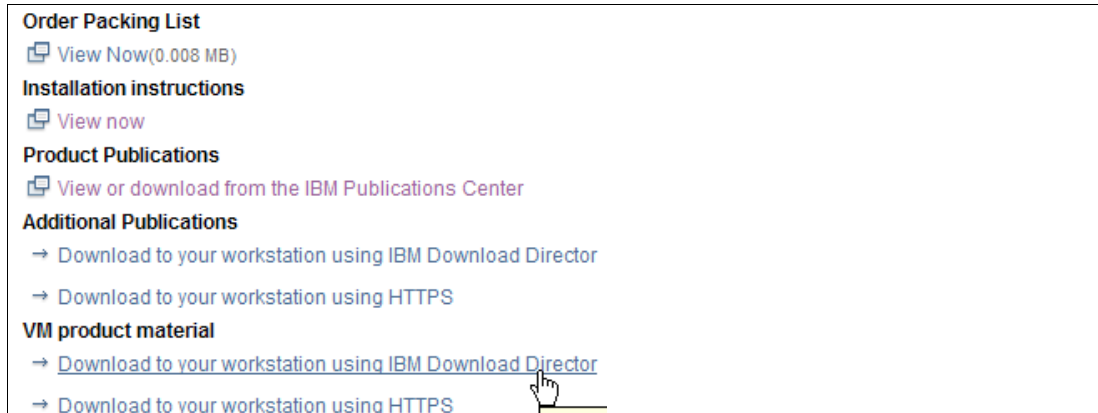 Order Packing List
View Now(0.008 MB)
Installation instructions
View now
Product Publications
View or download from the IBM Publications Center
Additional Publications
→ Download to your workstation using IBM Download Director
→ Download to your workstation using HTTPS
VM product material
→ Download to your workstation using IBM Download Director
→ Download to your workstation using HTTPS